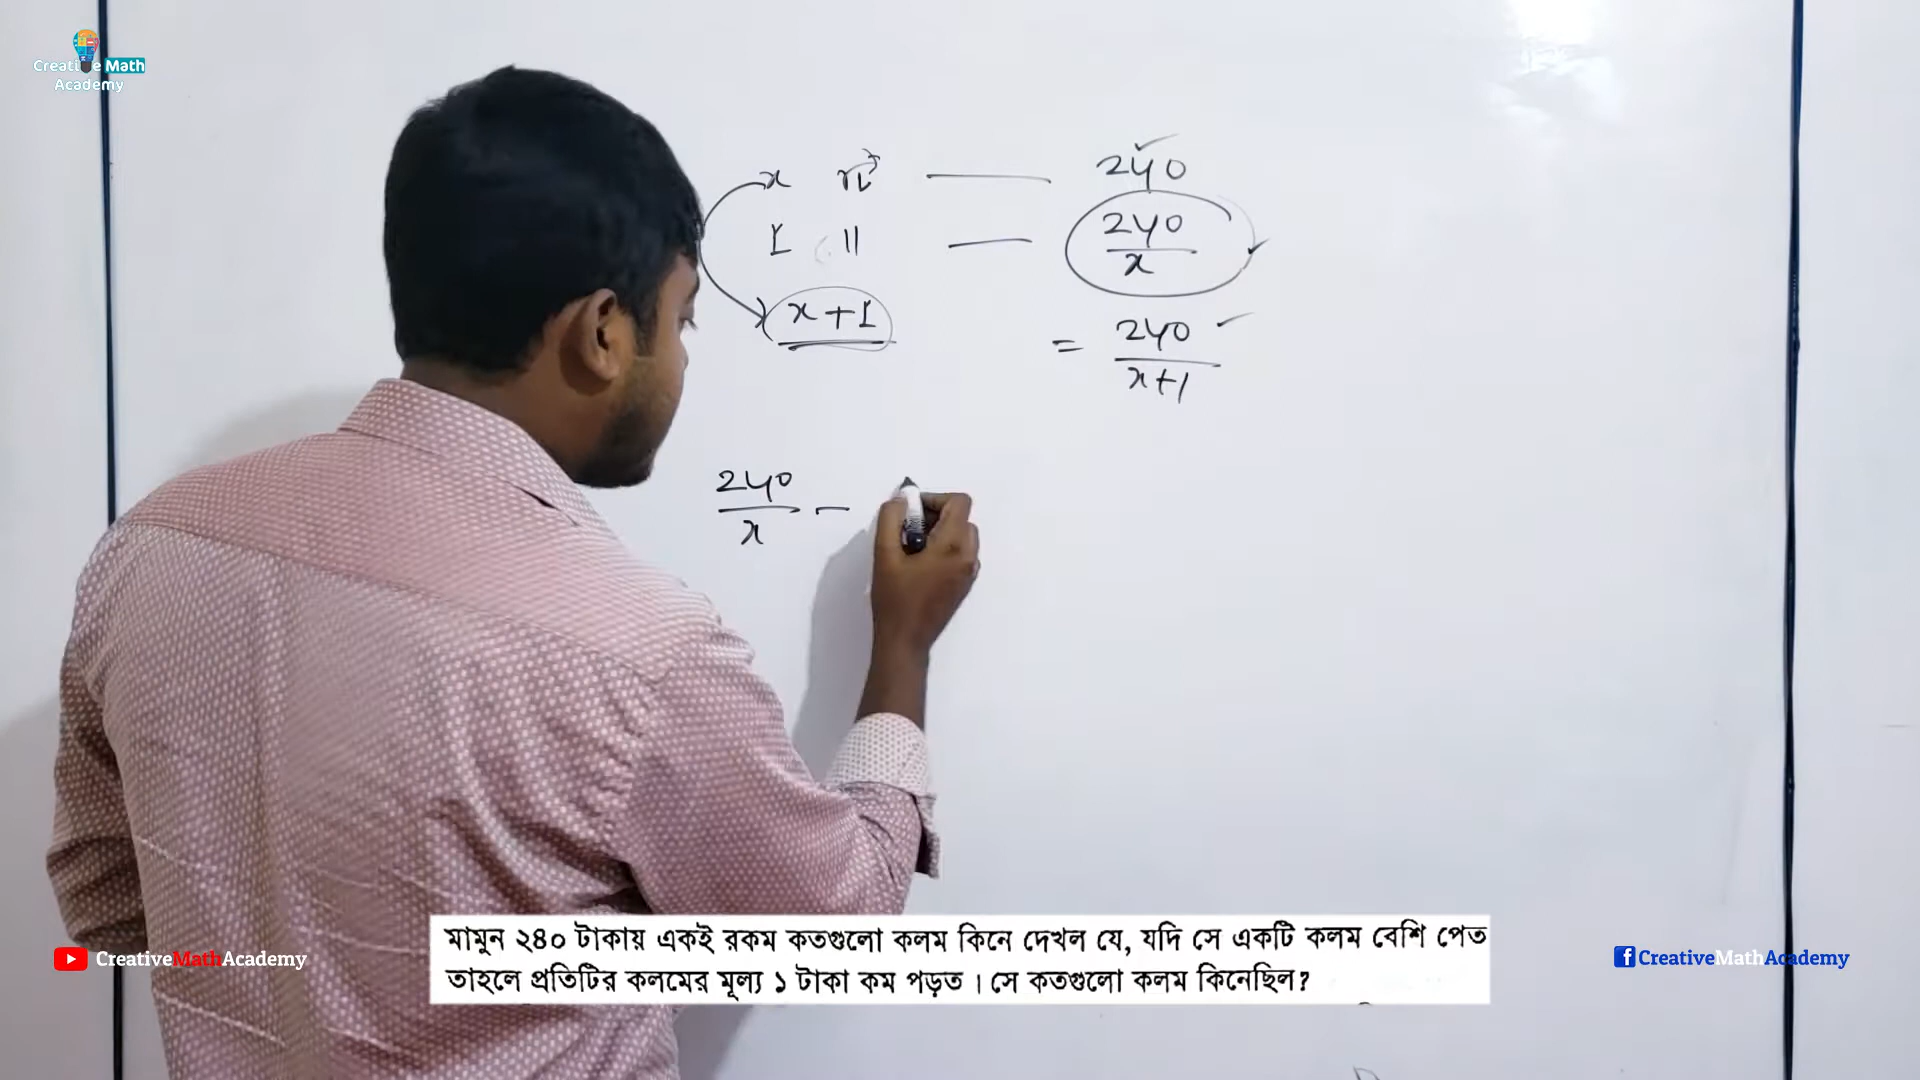 Creative Math
Academy
x টি — 240
1 " — 240/x
x+1 = 240/x+1
240/x -
মামুন ২৪০ টাকায় একই রকম কতগুলো কলম কিনে দেখল যে, যদি সে একটি কলম বেশি পেত
তাহলে প্রতিটির কলমের মূল্য ১ টাকা কম পড়ত। সে কতগুলো কলম কিনেছিল?
CreativeMathAcademy
CreativeMathAcademy